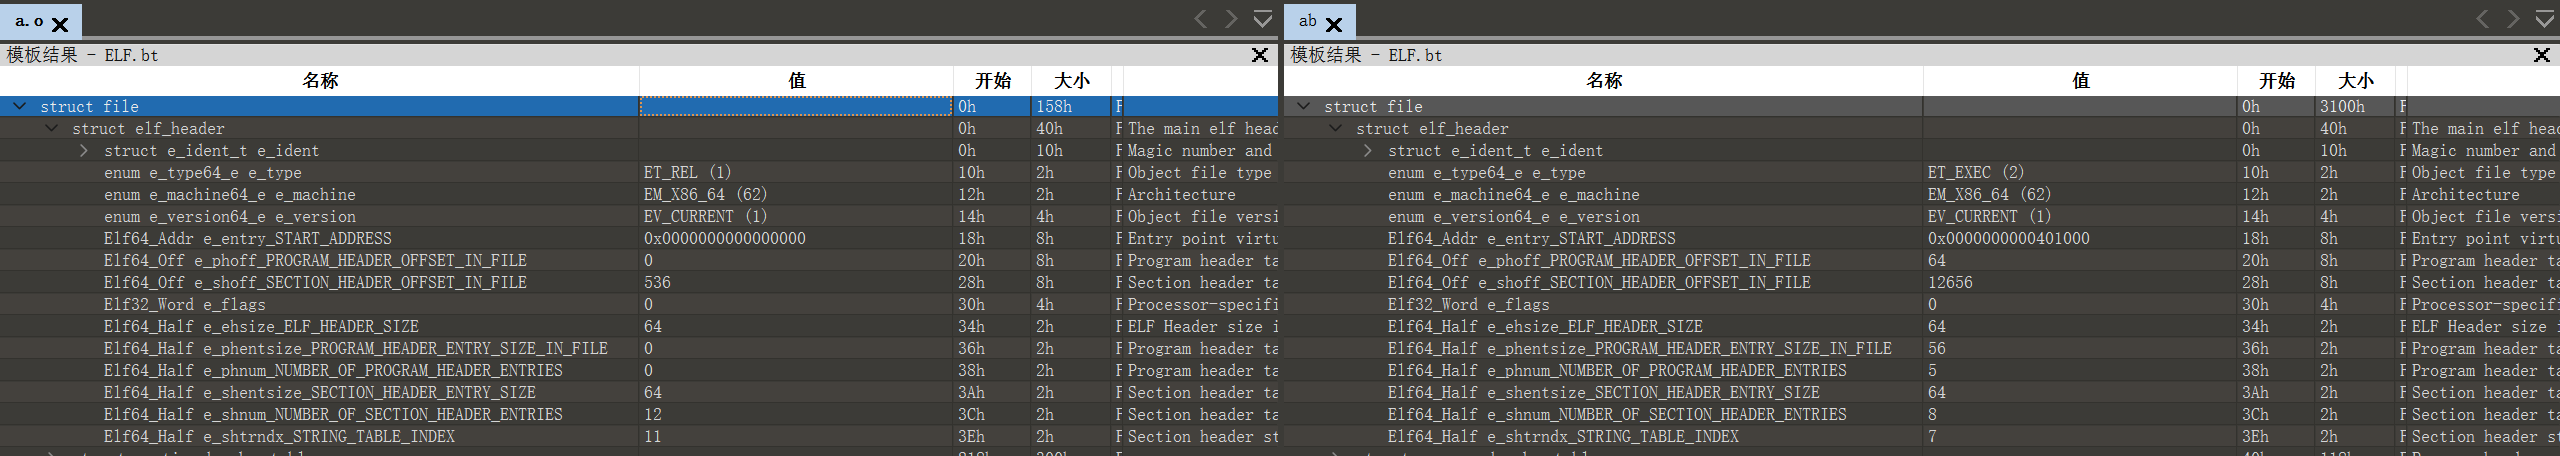 a.o
模板结果 - ELF.bt
名称 值 开始 大小
struct file 0h 158h F
struct elf_header 0h 40h F The main elf head
struct e_ident_t e_ident 0h 10h F Magic number and
enum e_type64_e e_type ET_REL (1) 10h 2h F Object file type
enum e_machine64_e e_machine EM_X86_64 (62) 12h 2h F Architecture
enum e_version64_e e_version EV_CURRENT (1) 14h 4h F Object file versi
Elf64_Addr e_entry_START_ADDRESS 0x0000000000000000 18h 8h F Entry point virtu
Elf64_Off e_phoff_PROGRAM_HEADER_OFFSET_IN_FILE 0 20h 8h F Program header ta
Elf64_Off e_shoff_SECTION_HEADER_OFFSET_IN_FILE 536 28h 8h F Section header ta
Elf32_Word e_flags 0 30h 4h F Processor-specifi
Elf64_Half e_ehsize_ELF_HEADER_SIZE 64 34h 2h F ELF Header size i
Elf64_Half e_phentsize_PROGRAM_HEADER_ENTRY_SIZE_IN_FILE 0 36h 2h F Program header ta
Elf64_Half e_phnum_NUMBER_OF_PROGRAM_HEADER_ENTRIES 0 38h 2h F Program header ta
Elf64_Half e_shentsize_SECTION_HEADER_ENTRY_SIZE 64 3Ah 2h F Section header ta
Elf64_Half e_shnum_NUMBER_OF_SECTION_HEADER_ENTRIES 12 3Ch 2h F Section header ta
Elf64_Half e_shtrndx_STRING_TABLE_INDEX 11 3Eh 2h F Section header st
ab
模板结果 - ELF.bt
名称 值 开始 大小
struct file 0h 3100h F
struct elf_header 0h 40h F The main elf head
struct e_ident_t e_ident 0h 10h F Magic number and
enum e_type64_e e_type ET_EXEC (2) 10h 2h F Object file type
enum e_machine64_e e_machine EM_X86_64 (62) 12h 2h F Architecture
enum e_version64_e e_version EV_CURRENT (1) 14h 4h F Object file versi
Elf64_Addr e_entry_START_ADDRESS 0x0000000000401000 18h 8h F Entry point virtu
Elf64_Off e_phoff_PROGRAM_HEADER_OFFSET_IN_FILE 64 20h 8h F Program header ta
Elf64_Off e_shoff_SECTION_HEADER_OFFSET_IN_FILE 12656 28h 8h F Section header ta
Elf32_Word e_flags 0 30h 4h F Processor-specifi
Elf64_Half e_ehsize_ELF_HEADER_SIZE 64 34h 2h F ELF Header size i
Elf64_Half e_phentsize_PROGRAM_HEADER_ENTRY_SIZE_IN_FILE 56 36h 2h F Program header ta
Elf64_Half e_phnum_NUMBER_OF_PROGRAM_HEADER_ENTRIES 5 38h 2h F Program header ta
Elf64_Half e_shentsize_SECTION_HEADER_ENTRY_SIZE 64 3Ah 2h F Section header ta
Elf64_Half e_shnum_NUMBER_OF_SECTION_HEADER_ENTRIES 8 3Ch 2h F Section header ta
Elf64_Half e_shtrndx_STRING_TABLE_INDEX 7 3Eh 2h F Section header st